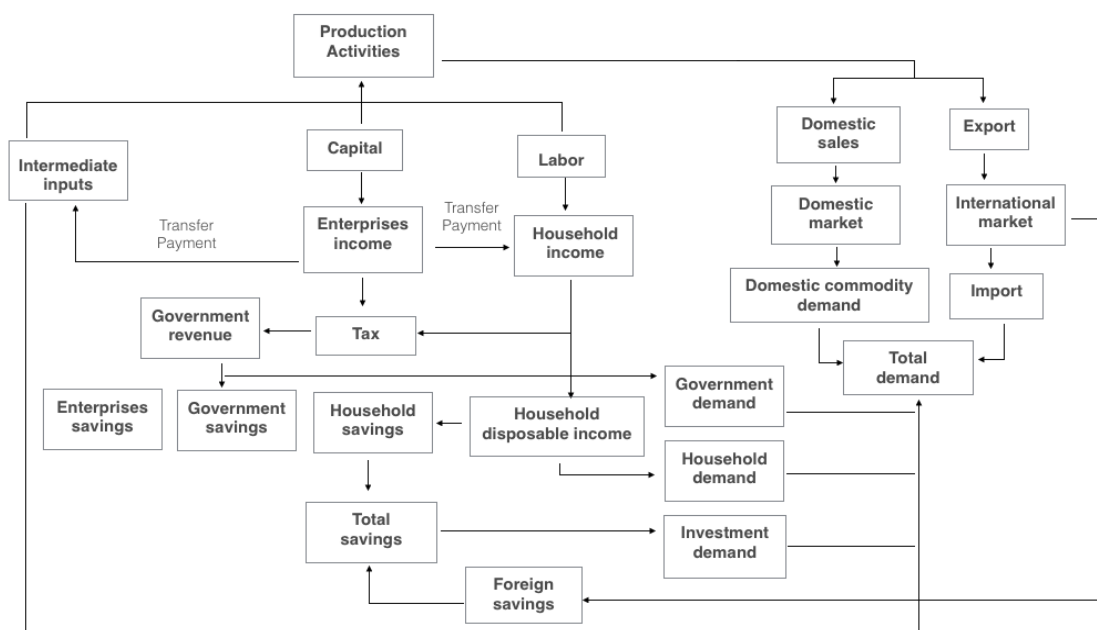 Production
Activities
Intermediate
inputs
Capital
Labor
Domestic
sales
Export
Transfer
Payment
Enterprises
income
Transfer
Payment
Household
income
Domestic
market
International
market
Domestic commodity
demand
Import
Government
revenue
Tax
Total
demand
Enterprises
savings
Government
savings
Household
savings
Household
disposable income
Government
demand
Household
demand
Total
savings
Investment
demand
Foreign
savings